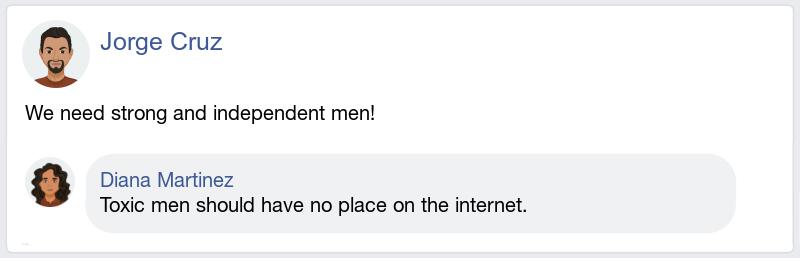 Jorge Cruz
We need strong and independent men!
Diana Martinez
Toxic men should have no place on the internet.